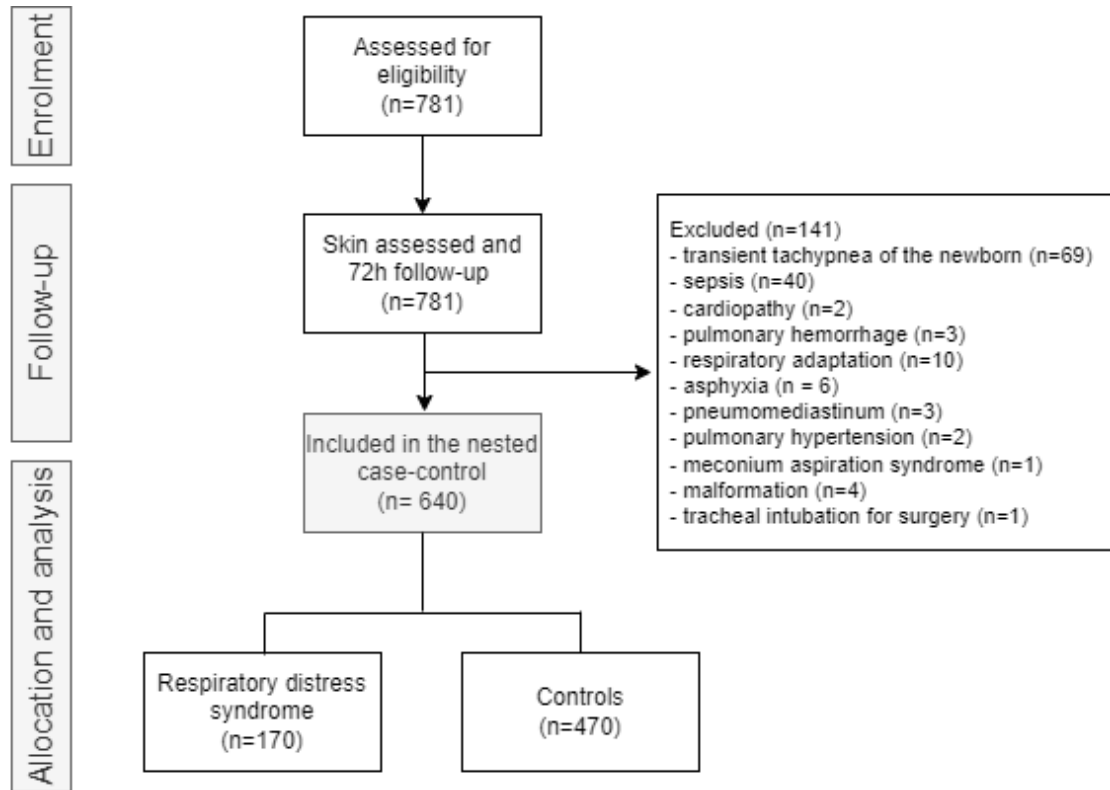 Enrolment
Assessed for
eligibility
(n=781)
Follow-up
Skin assessed and
72h follow-up
(n=781)
Excluded (n=141)
- transient tachypnea of the newborn (n=69)
- sepsis (n=40)
- cardiopathy (n=2)
- pulmonary hemorrhage (n=3)
- respiratory adaptation (n=10)
- asphyxia (n = 6)
- pneumomediastinum (n=3)
- pulmonary hypertension (n=2)
- meconium aspiration syndrome (n=1)
- malformation (n=4)
- tracheal intubation for surgery (n=1)
Included in the nested
case-control
(n= 640)
Allocation and analysis
Respiratory distress
syndrome
(n=170)
Controls
(n=470)